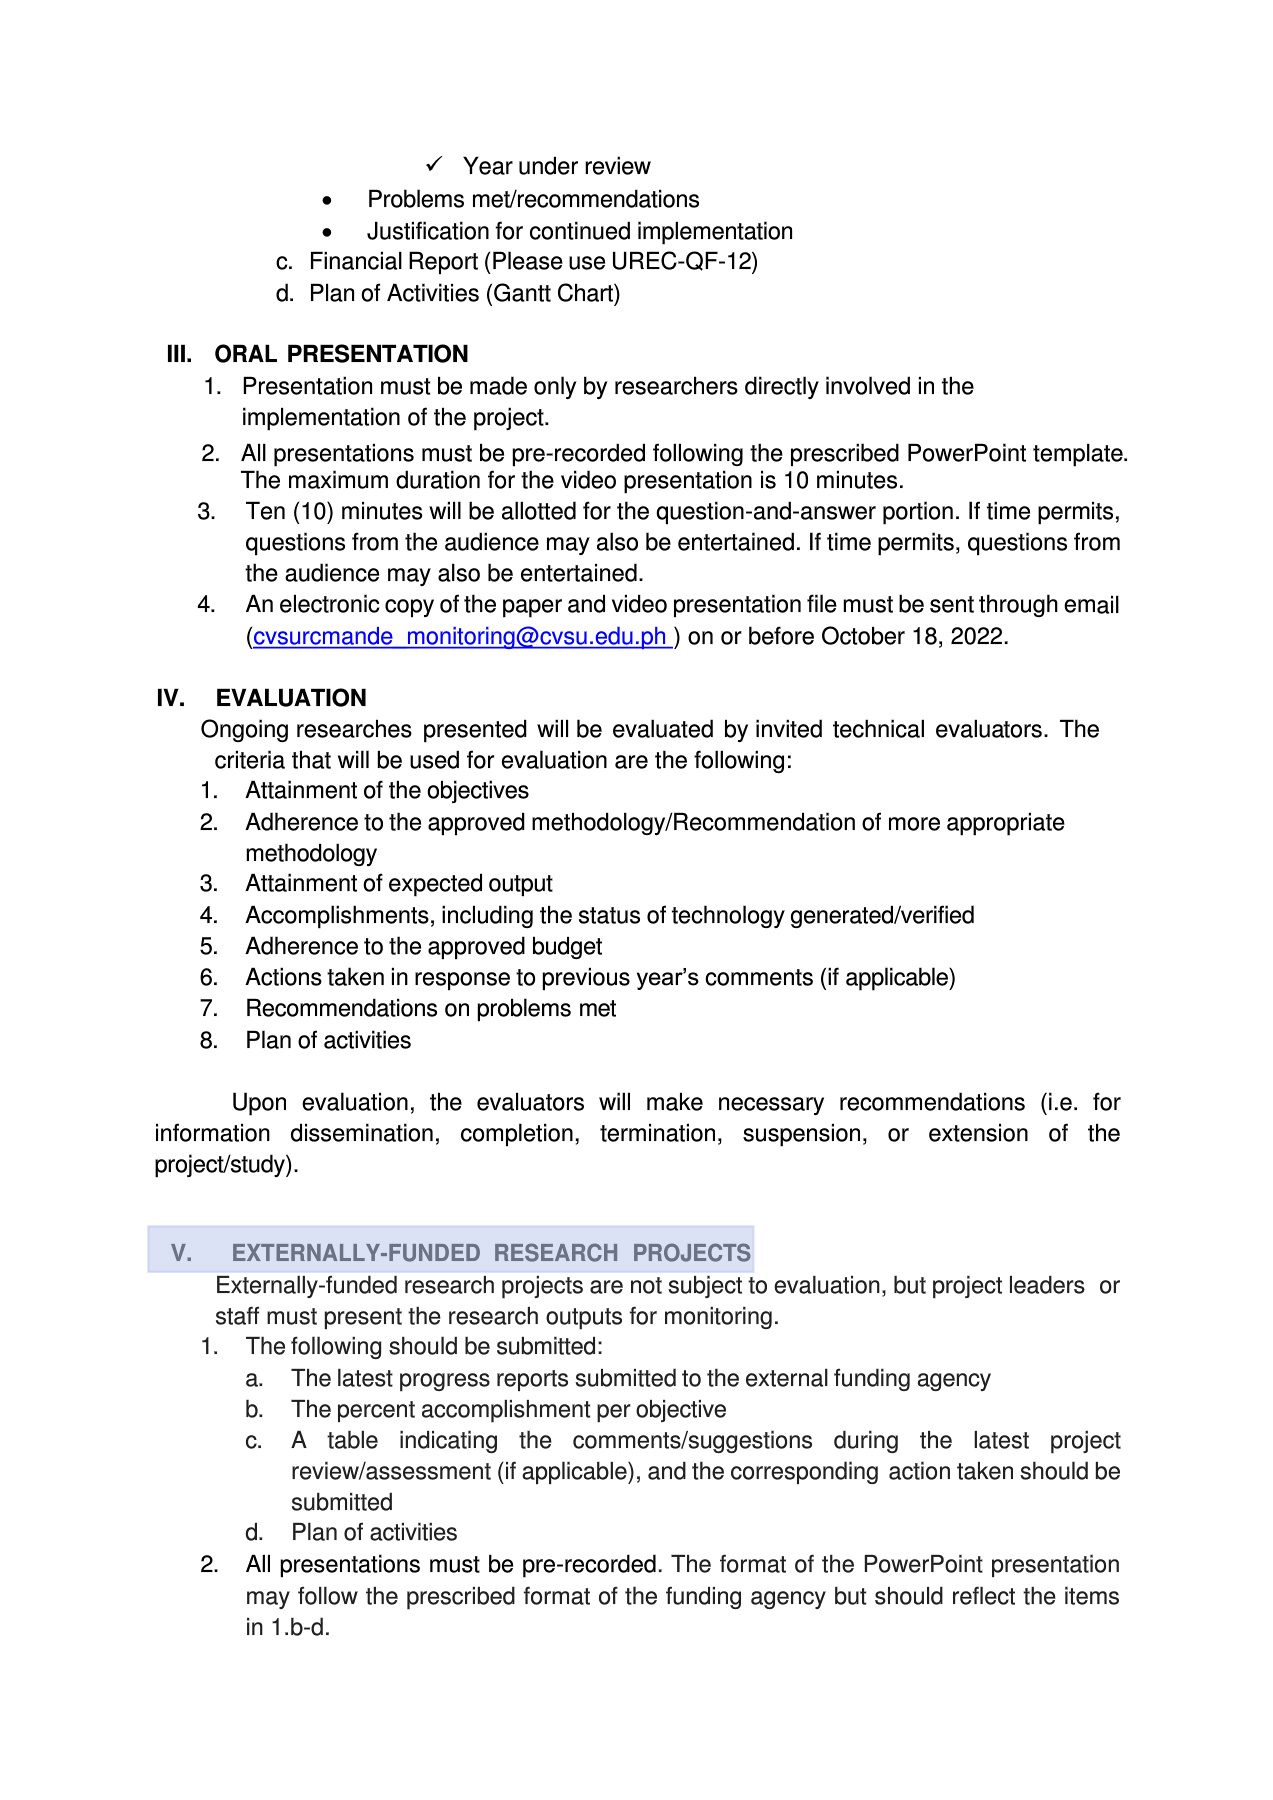 ✓ Year under review
• Problems met/recommendations
• Justification for continued implementation
c. Financial Report (Please use UREC-QF-12)
d. Plan of Activities (Gantt Chart)
III. ORAL PRESENTATION
1. Presentation must be made only by researchers directly involved in the
implementation of the project.
2. All presentations must be pre-recorded following the prescribed PowerPoint template.
The maximum duration for the video presentation is 10 minutes.
3. Ten (10) minutes will be allotted for the question-and-answer portion. If time permits,
questions from the audience may also be entertained. If time permits, questions from
the audience may also be entertained.
4. An electronic copy of the paper and video presentation file must be sent through email
(cvsurcmande_monitoring@cvsu.edu.ph ) on or before October 18, 2022.
IV. EVALUATION
Ongoing researches presented will be evaluated by invited technical evaluators. The
criteria that will be used for evaluation are the following:
1. Attainment of the objectives
2. Adherence to the approved methodology/Recommendation of more appropriate
methodology
3. Attainment of expected output
4. Accomplishments, including the status of technology generated/verified
5. Adherence to the approved budget
6. Actions taken in response to previous year’s comments (if applicable)
7. Recommendations on problems met
8. Plan of activities
Upon evaluation, the evaluators will make necessary recommendations (i.e. for
information dissemination, completion, termination, suspension, or extension of the
project/study).
V. EXTERNALLY-FUNDED RESEARCH PROJECTS
Externally-funded research projects are not subject to evaluation, but project leaders or
staff must present the research outputs for monitoring.
1. The following should be submitted:
a. The latest progress reports submitted to the external funding agency
b. The percent accomplishment per objective
c. A table indicating the comments/suggestions during the latest project
review/assessment (if applicable), and the corresponding action taken should be
submitted
d. Plan of activities
2. All presentations must be pre-recorded. The format of the PowerPoint presentation
may follow the prescribed format of the funding agency but should reflect the items
in 1.b-d.